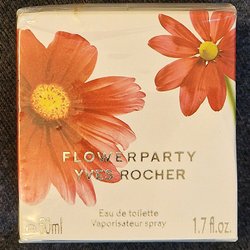 FLOWERPARTY
YVES ROCHER
Eau de toilette
Vaporisateur spray
1.7 fl.oz.